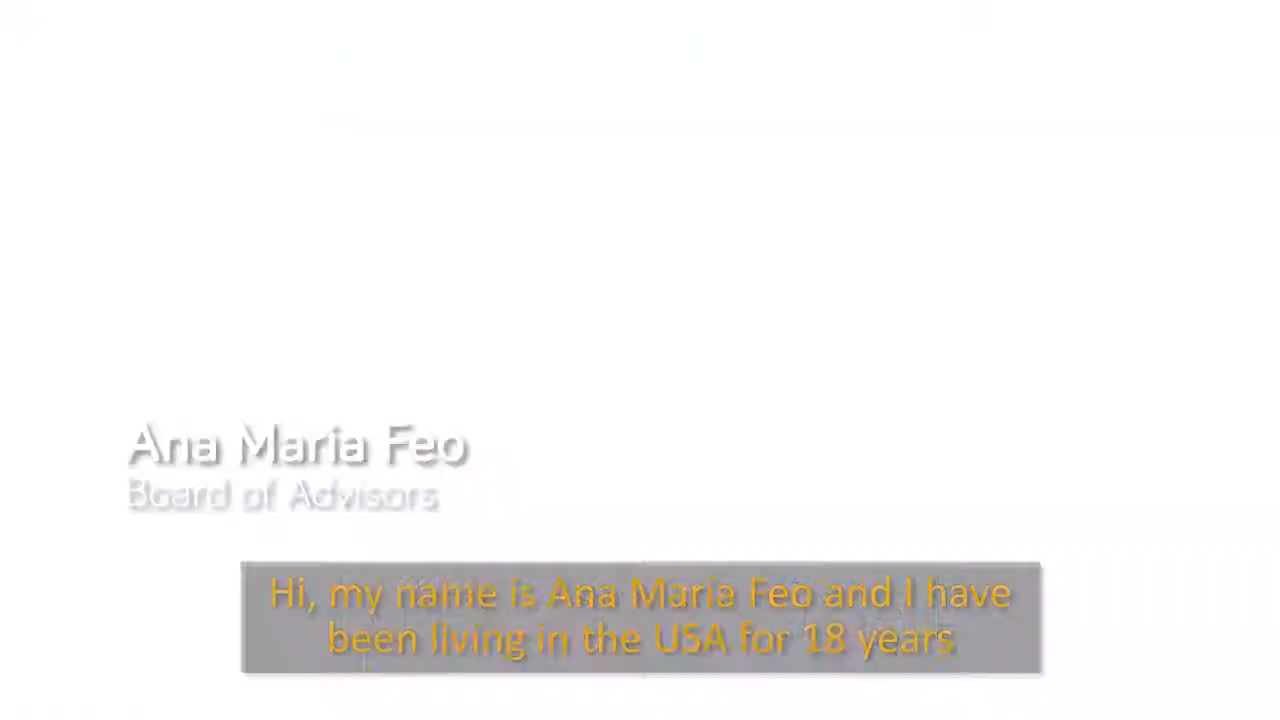 Ana Maria Feo
Board of Advisors
Hi, my name is Ana Maria Feo and I have
been living in the USA for 18 years